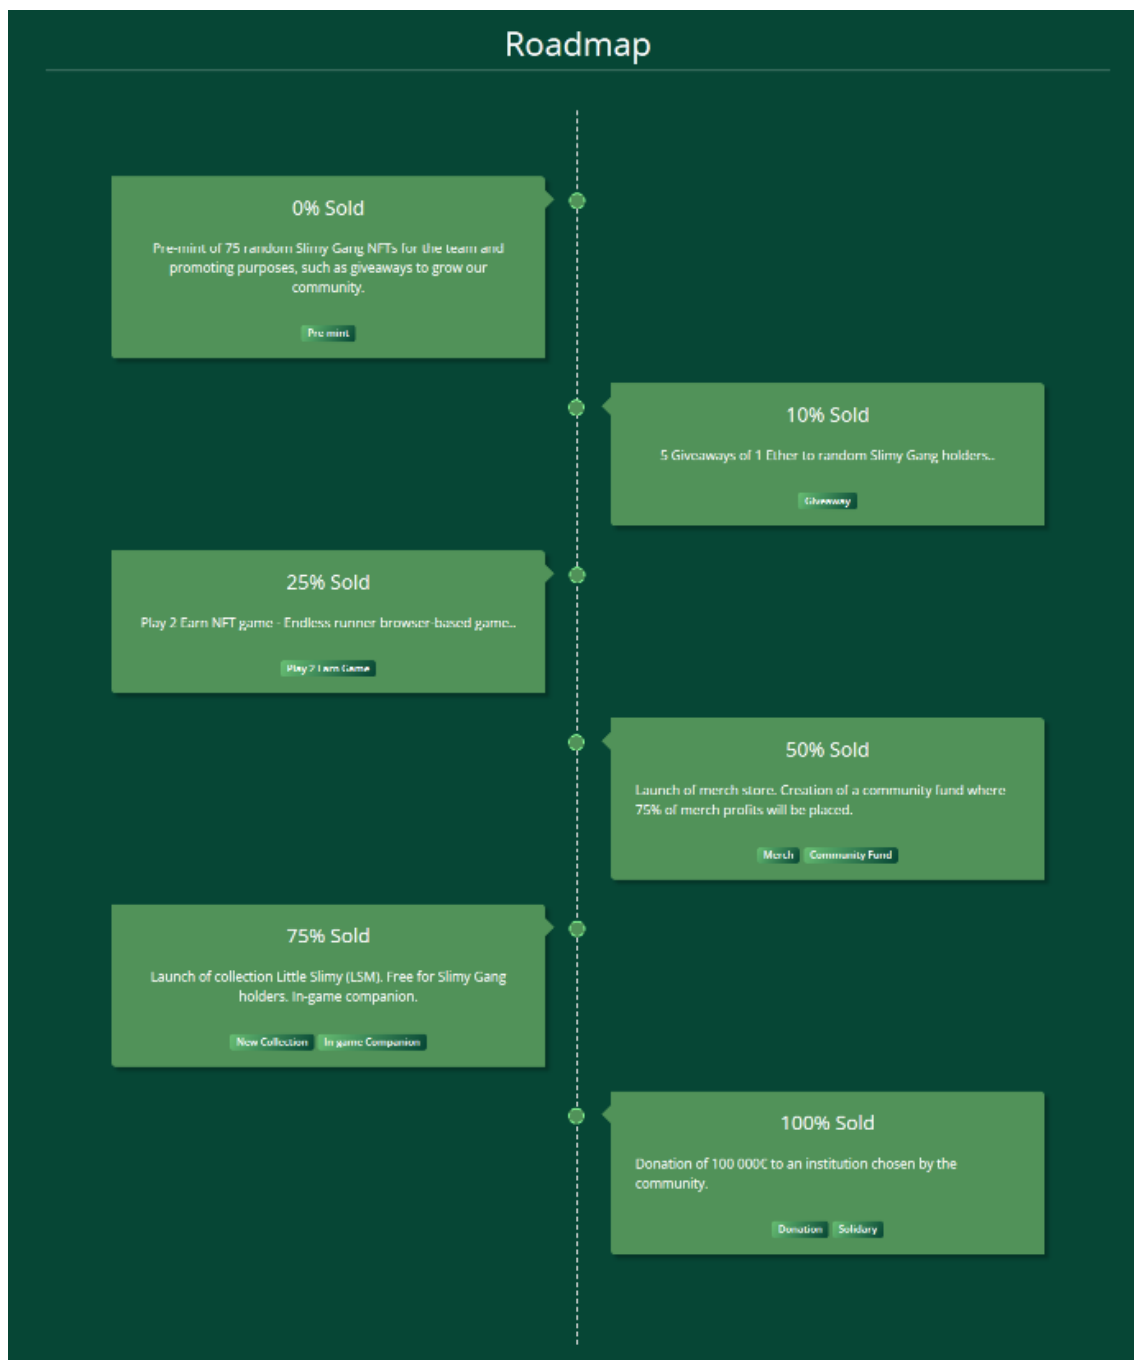 Roadmap
0% Sold
Pre-mint of 75 random Slimy Gang NFTs for the team and
promoting purposes, such as giveaways to grow our
community.
Pre mint
10% Sold
5 Giveaways of 1 Ether to random Slimy Gang holders..
Giveaway
25% Sold
Play 2 Earn NFT game - Endless runner browser-based game..
Play 2 Earn Game
50% Sold
Launch of merch store. Creation of a community fund where
75% of merch profits will be placed.
Merch Community Fund
75% Sold
Launch of collection Little Slimy (LSM). Free for Slimy Gang
holders. In-game companion.
New Collection In game Companion
100% Sold
Donation of 100 000€ to an institution chosen by the
community.
Donation Solidary